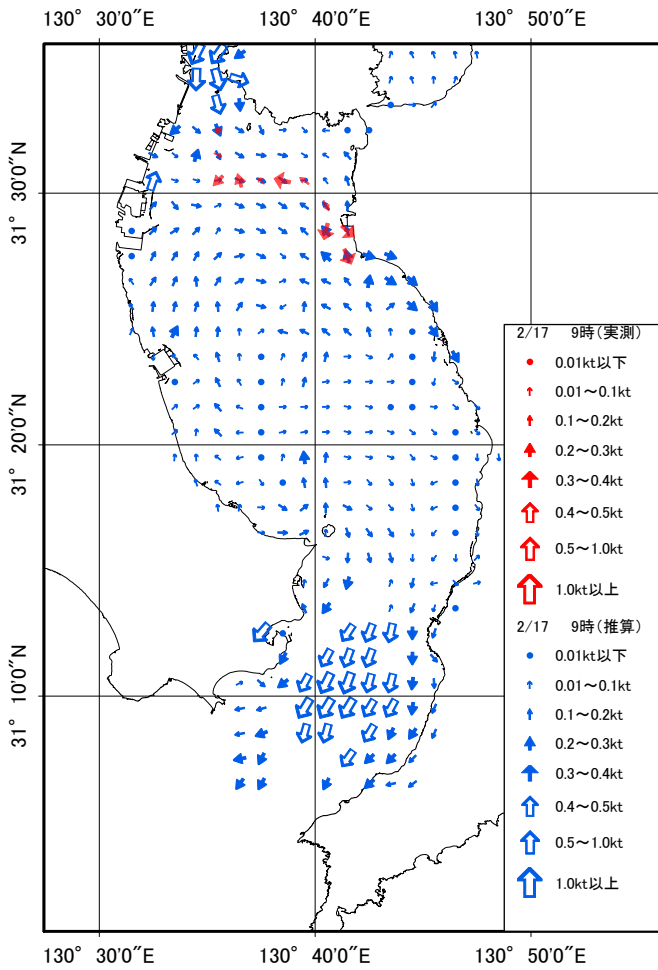 130° 30′0″E
130° 40′0″E
130° 50′0″E
31° 30′0″N
31° 20′0″N
31° 10′0″N
2/17 9時(実測)
0.01kt以下
0.01～0.1kt
0.1～0.2kt
0.2～0.3kt
0.3～0.4kt
0.4～0.5kt
0.5～1.0kt
1.0kt以上
2/17 9時(推算)
0.01kt以下
0.01～0.1kt
0.1～0.2kt
0.2～0.3kt
0.3～0.4kt
0.4～0.5kt
0.5～1.0kt
1.0kt以上
130° 30′0″E
130° 40′0″E
130° 50′0″E